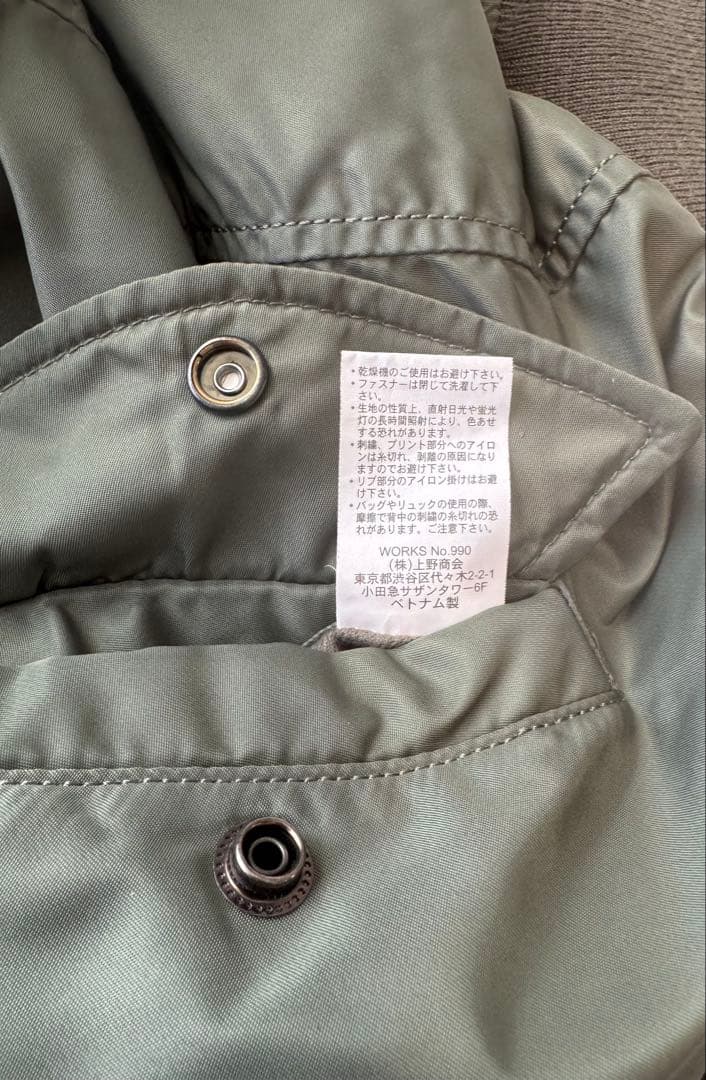 ・乾燥機のご使用はお避け下さい。
・ファスナーは閉じて洗濯して下
さい。
・生地の性質上、直射日光や蛍光
灯の長時間照射により、色あせ
する恐れがあります。
・刺繍、プリント部分へのアイロ
ンは糸切れ、剥離の原因になり
ますのでお避け下さい。
・リブ部分のアイロン掛けはお避
け下さい。
・バッグやリュックの使用の際、
摩擦で背中の刺繍の糸切れの恐
れがあります。ご注意下さい。
WORKS No.990
(株)上野商会
東京都渋谷区代々木2-2-1
小田急サザンタワー6F
ベトナム製